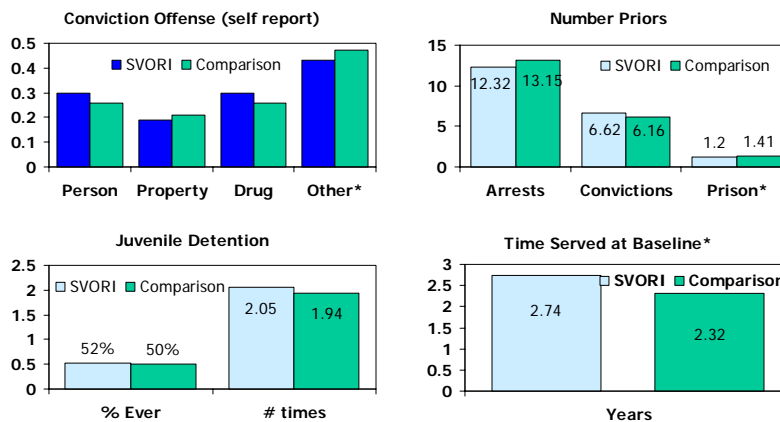 Conviction Offense (self report)
0.5
0.4
0.3
0.2
0.1
0
SVORI Comparison
Person Property Drug Other*
Number Priors
15
10
5
0
SVORI Comparison
12.32 13.15
6.62 6.16
1.2 1.41
Arrests Convictions Prison*
Juvenile Detention
2.5
2
1.5
1
0.5
0
SVORI Comparison
52% 50%
2.05 1.94
% Ever # times
Time Served at Baseline*
3
2.5
2
1.5
1
0.5
0
SVORI Comparison
2.74
2.32
Years